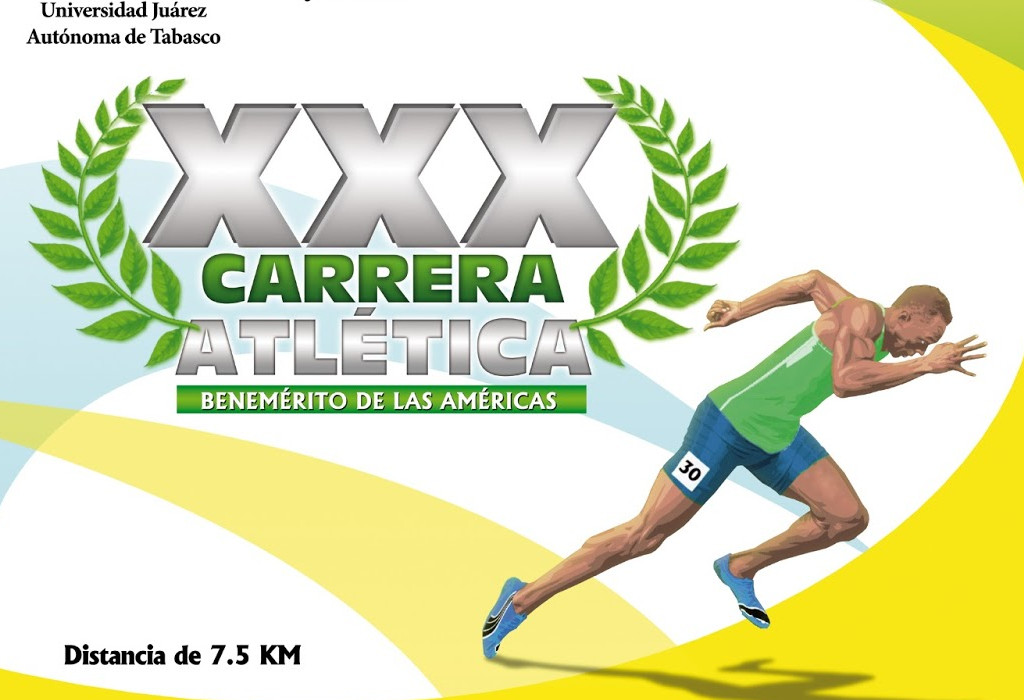 Universidad Juárez
Autónoma de Tabasco
XXX
CARRERA
ATLÉTICA
BENEMÉRITO DE LAS AMÉRICAS
30
Distancia de 7.5 KM